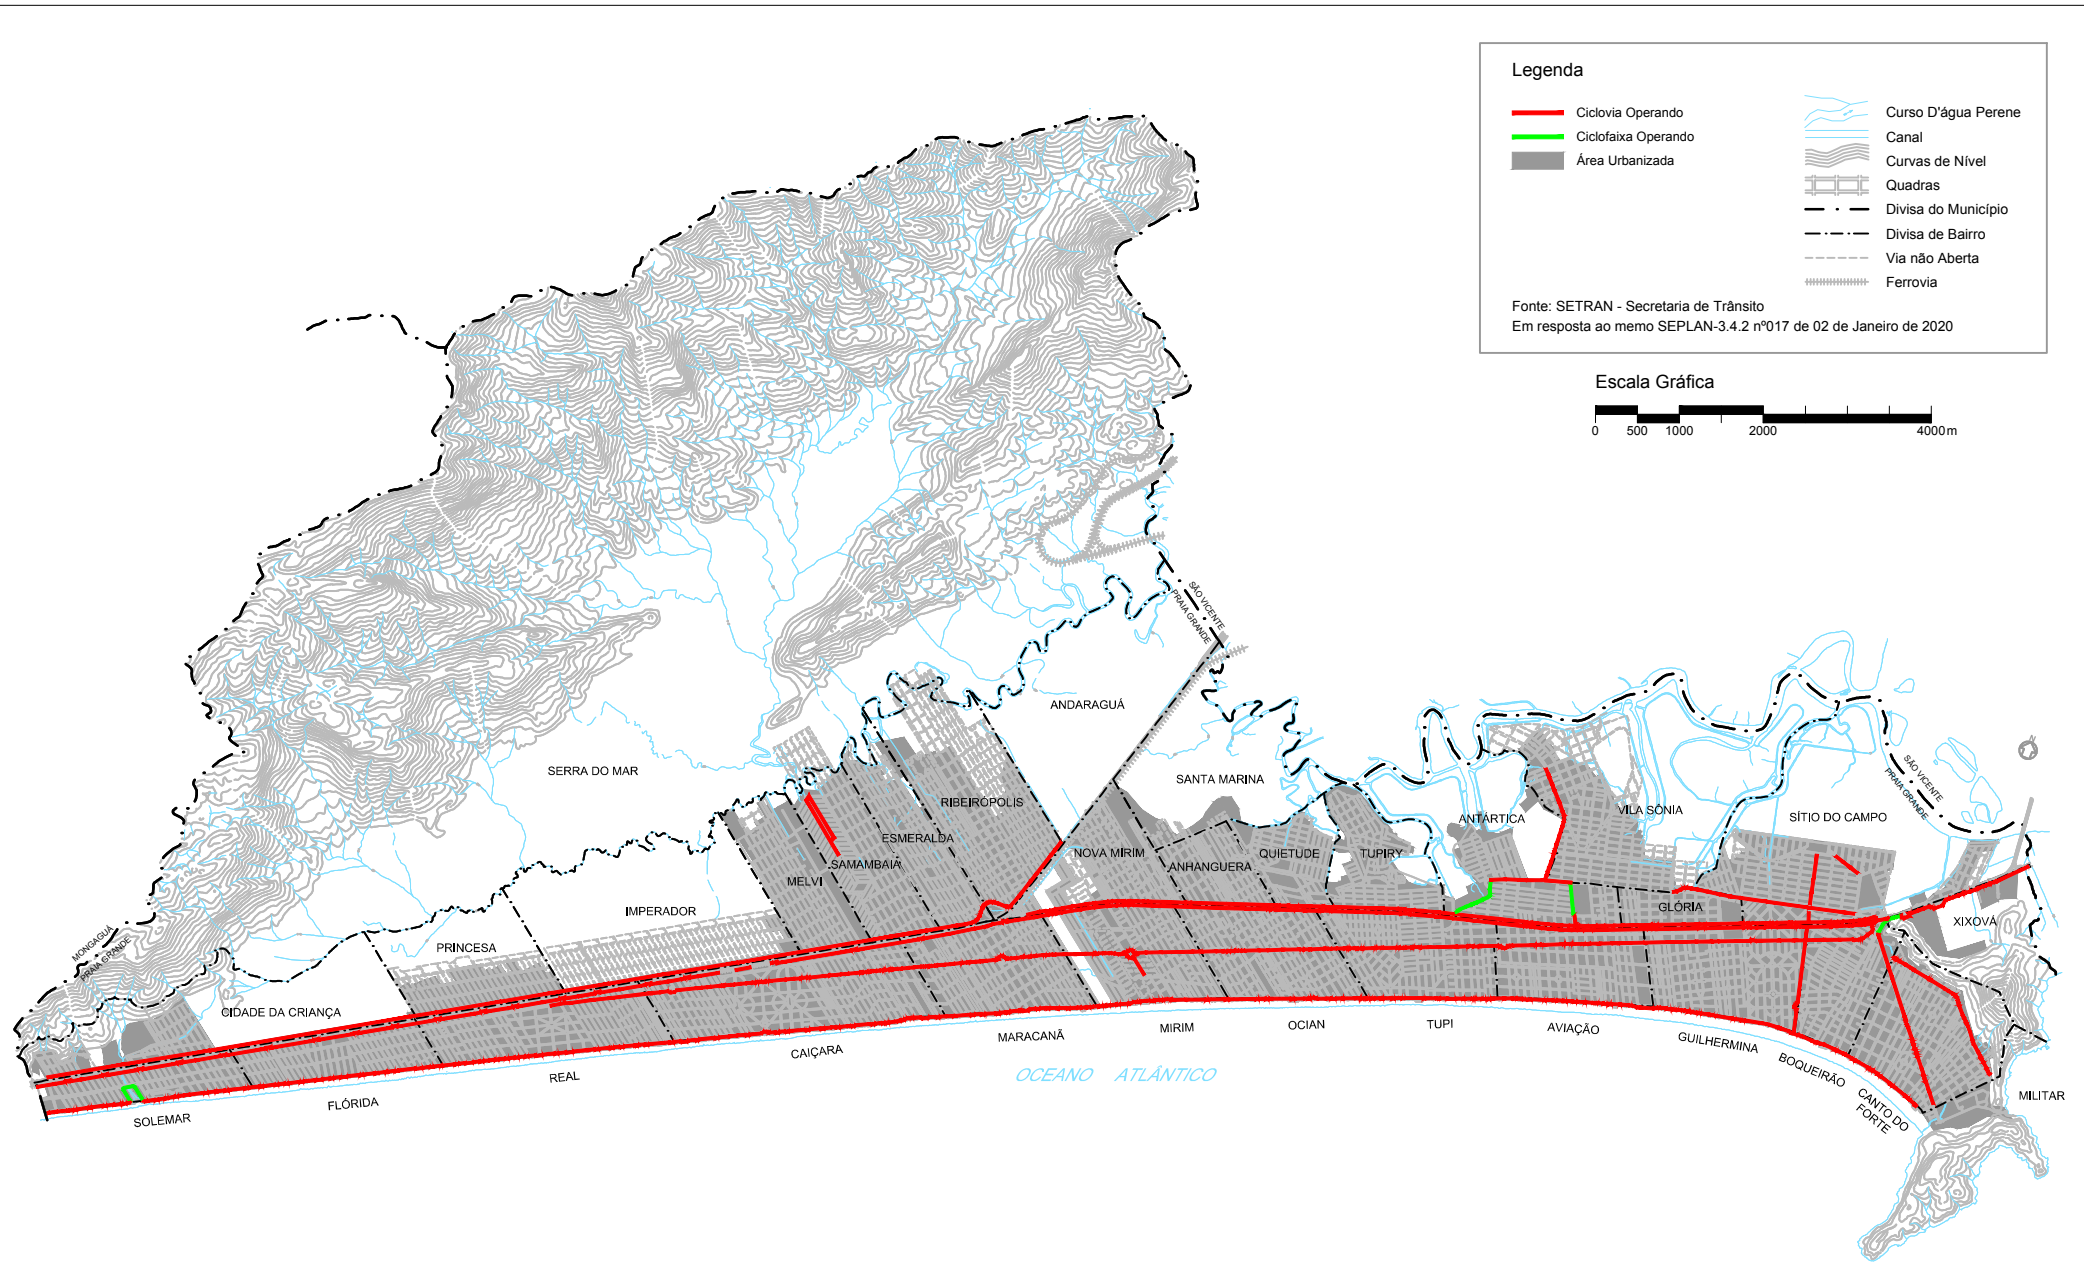 Legenda
Ciclovia Operando
Ciclofaixa Operando
Área Urbanizada
Curso D'água Perene
Canal
Curvas de Nível
Quadras
Divisa do Município
Divisa de Bairro
Via não Aberta
Ferrovia
Fonte: SETRAN - Secretaria de Trânsito
Em resposta ao memo SEPLAN-3.4.2 nº017 de 02 de Janeiro de 2020
Escala Gráfica
0 500 1000 2000 4000m
SÃO VICENTE
PRAIA GRANDE
ANDARAGUÁ
SERRA DO MAR
SANTA MARINA
SÃO VICENTE
PRAIA GRANDE
RIBEIRÓPOLIS
ESMERALDA
SAMAMBAIA
MELVI
NOVA MIRIM
ANHANGUERA
QUIETUDE
TUPIRY
ANTÁRTICA
VILA SÔNIA
SÍTIO DO CAMPO
GLÓRIA
XIXOVÁ
IMPERADOR
PRINCESA
MONGAGUÁ
PRAIA GRANDE
CIDADE DA CRIANÇA
SOLEMAR
FLÓRIDA
REAL
CAIÇARA
MARACANÃ
MIRIM
OCIAN
TUPI
AVIAÇÃO
GUILHERMINA
BOQUEIRÃO
CANTO DO
FORTE
MILITAR
OCEANO ATLÂNTICO